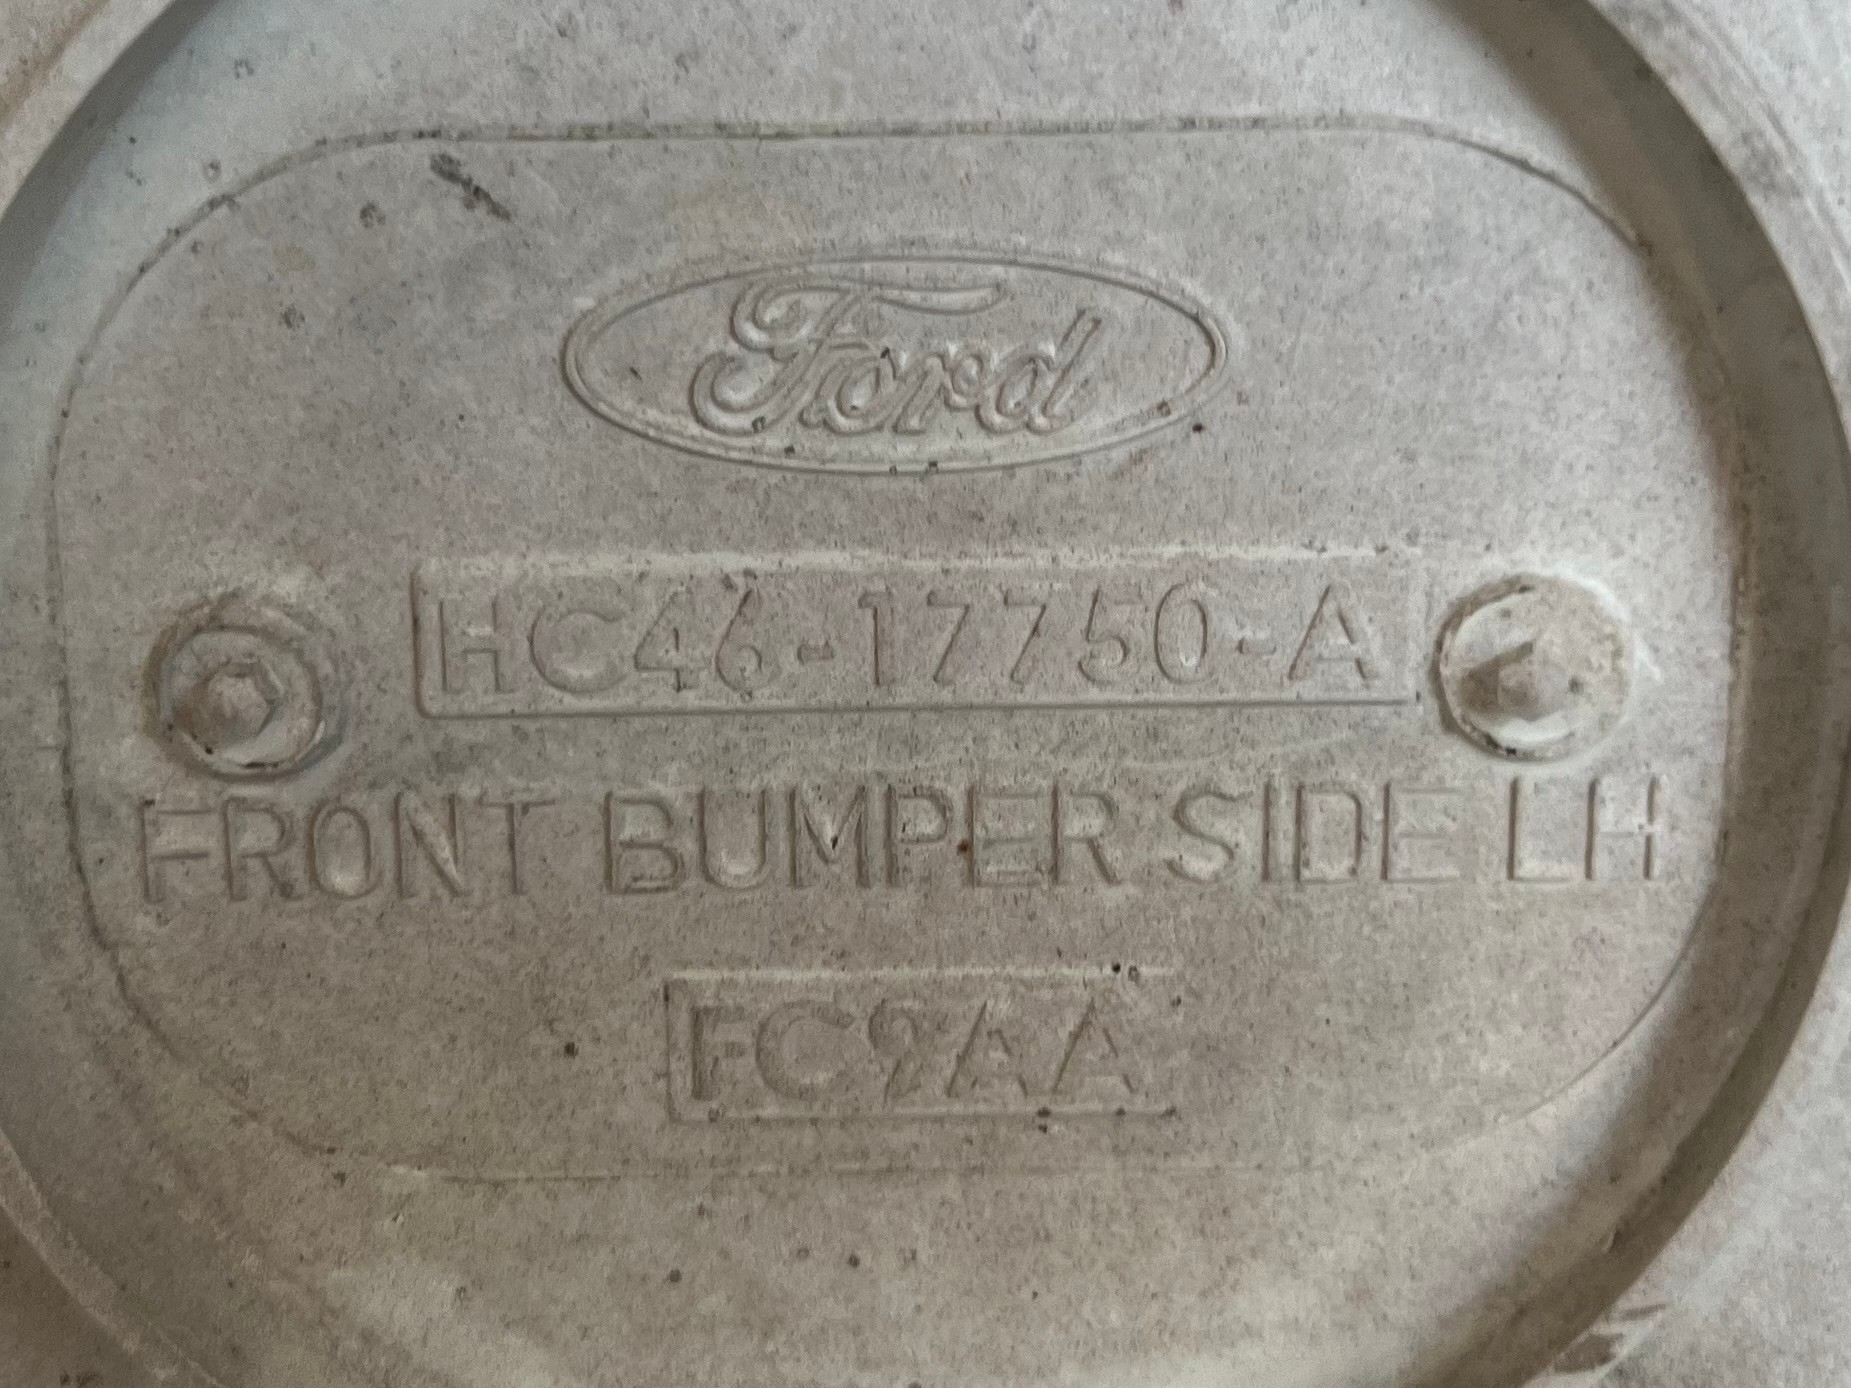 Ford
HC46-17750-A
FRONT BUMPER SIDE LH
FC9AA